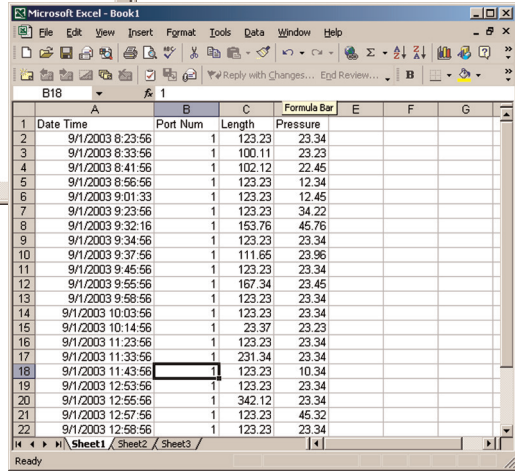 Microsoft Excel - Book1
File Edit View Insert Format Tools Data Window Help
Reply with Changes... End Review... B
B18 fx 1
Formula Bar
A B C E F G
1 Date Time Port Num Length Pressure
2 9/1/2003 8:23:56 1 123.23 23.34
3 9/1/2003 8:33:56 1 100.11 23.23
4 9/1/2003 8:41:56 1 102.12 22.45
5 9/1/2003 8:56:56 1 123.23 12.34
6 9/1/2003 9:01:33 1 123.23 12.45
7 9/1/2003 9:23:56 1 123.23 34.22
8 9/1/2003 9:32:16 1 153.76 45.76
9 9/1/2003 9:34:56 1 123.23 23.34
10 9/1/2003 9:37:56 1 111.65 23.96
11 9/1/2003 9:45:56 1 123.23 23.34
12 9/1/2003 9:55:56 1 167.34 23.45
13 9/1/2003 9:58:56 1 123.23 23.34
14 9/1/2003 10:03:56 1 123.23 23.34
15 9/1/2003 10:14:56 1 23.37 23.23
16 9/1/2003 11:23:56 1 123.23 23.34
17 9/1/2003 11:33:56 1 231.34 23.34
18 9/1/2003 11:43:56 1 123.23 10.34
19 9/1/2003 12:53:56 1 123.23 23.34
20 9/1/2003 12:55:56 1 342.12 23.34
21 9/1/2003 12:57:56 1 123.23 45.32
22 9/1/2003 12:58:56 1 123.23 23.34
Sheet1 Sheet2 Sheet3
Ready